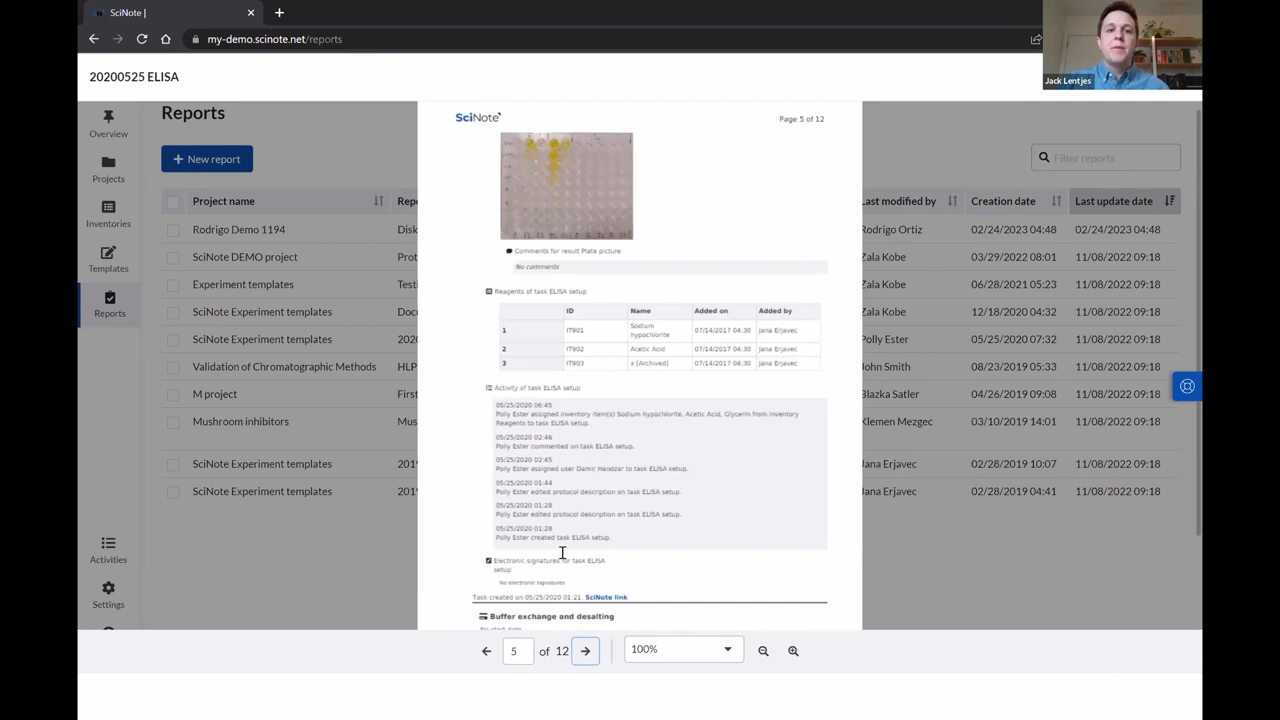 SciNote |
my-demo.scinote.net/reports
Jack Lentjes
20200525 ELISA
Overview
Projects
Inventories
Templates
Reports
Activities
Settings
Reports
+ New report
Filter reports
Project name
Repo
Last modified by
Creation date
Last update date
Rodrigo Demo 1194
Disk
Rodrigo Ortiz
02/24/2023 04:48
02/24/2023 04:48
SciNote DEMO project
Prot
Zala Kobe
03/29/2022 08:01
11/08/2022 09:18
Experiment templates
Testi
Zala Kobe
06/29/2021 05:23
11/08/2022 09:18
SciNote Experiment templates
Docu
Zala Kobe
12/18/2020 04:32
11/08/2022 09:18
SciNote Experiment templates
2020
Polly Ester
05/25/2020 07:32
11/08/2022 09:18
Validation of Chromatographic Methods
HLP
John Smith
08/23/2019 05:33
11/08/2022 09:18
M project
First
Blazka Satler
04/26/2019 09:08
11/08/2022 09:18
Mushroom inhibitors
Mus
Klemen Mezgec
03/10/2019 14:01
11/08/2022 09:18
SciNote Experiment templates
2019
Jana Erjavec
02/28/2019 10:07
11/08/2022 09:18
SciNote Experiment templates
2019
Jana Erjavec
02/28/2019 04:41
11/08/2022 09:18
SciNote
Page 5 of 12
Comments for result Plate picture
No comments
Reagents of task ELISA setup
ID Name Added on Added by
1 IT901 Sodium hypochlorite 07/14/2017 04:30 Jana Erjavec
2 IT902 Acetic Acid 07/14/2017 04:30 Jana Erjavec
3 IT903 x (Archived) 07/14/2017 04:30 Jana Erjavec
Activity of task ELISA setup
05/25/2020 06:45
Polly Ester assigned inventory item(s) Sodium hypochlorite, Acetic Acid, Glycerin from inventory
Reagents to task ELISA setup.
05/25/2020 02:46
Polly Ester commented on task ELISA setup.
05/25/2020 02:45
Polly Ester assigned user Demir Handzar to task ELISA setup.
05/25/2020 01:44
Polly Ester edited protocol description on task ELISA setup.
05/25/2020 01:28
Polly Ester edited protocol description on task ELISA setup.
05/25/2020 01:28
Polly Ester created task ELISA setup.
Electronic signatures for task ELISA
setup
No electronic signatures
Task created on 05/25/2020 01:21. SciNote link
Buffer exchange and desalting
5 of 12
100%